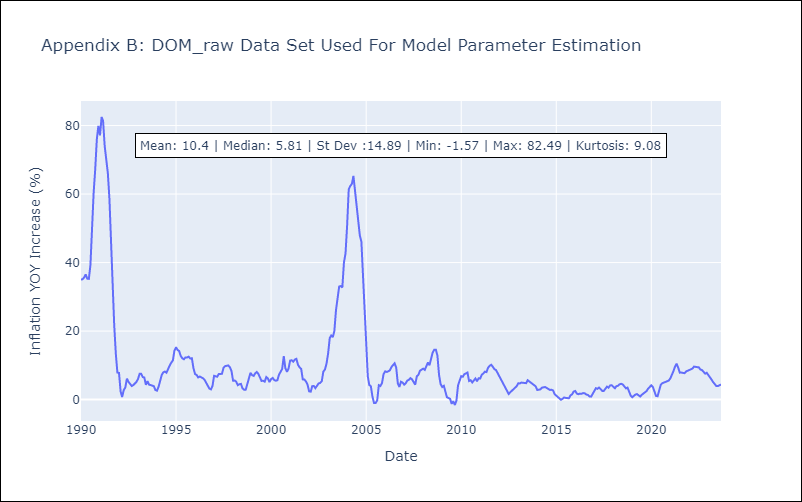 Appendix B: DOM_raw Data Set Used For Model Parameter Estimation
Mean: 10.4 | Median: 5.81 | St Dev :14.89 | Min: -1.57 | Max: 82.49 | Kurtosis: 9.08
Inflation YOY Increase (%)
80
60
40
20
0
1990 1995 2000 2005 2010 2015 2020
Date